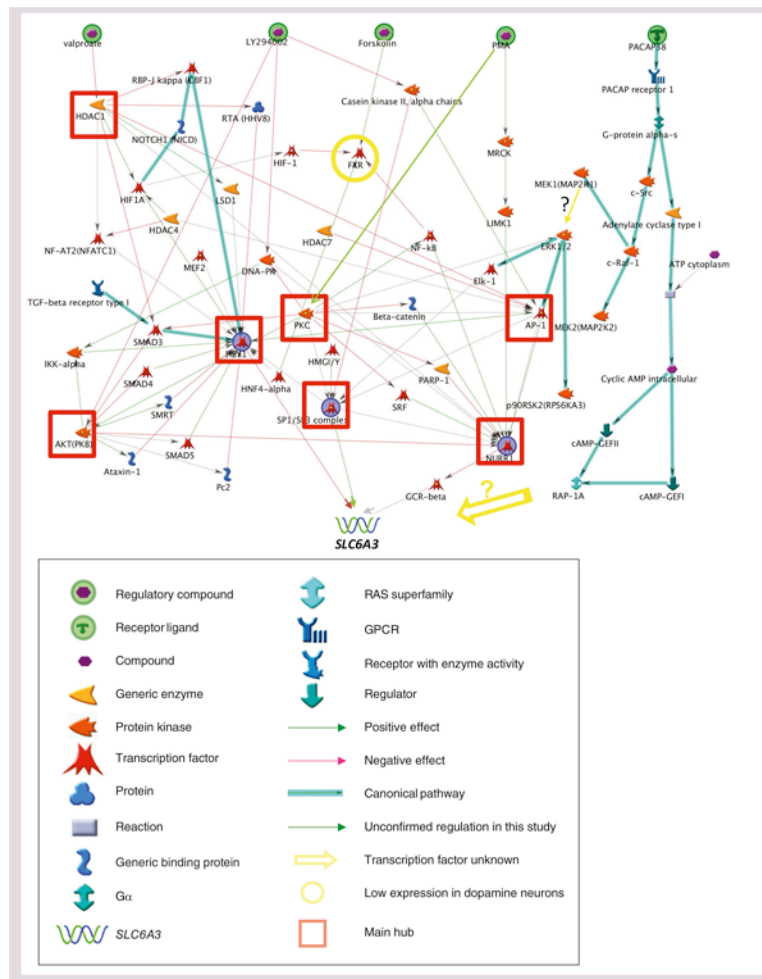 valproate
LY294002
Forskolin
PMA
PACAP38
RBP-J kappa (CBF1)
PACAP receptor 1
Casein kinase II, alpha chains
HDAC1
RTA (HHV8)
G-protein alpha-s
NOTCH1 (NICD)
MRCK
HIF-1
FXR
MEK1(MAP2K1)
c-Src
HIF1A
LSD1
LIMK1
?
Adenylate cyclase type I
HDAC4
HDAC7
NF-kB
ERK1/2
NF-AT2(NFATC1)
MEF2
DNA-PK
c-Raf-1
ATP cytoplasm
Elk-1
TGF-beta receptor type I
Beta-catenin
PKC
AP-1
MEK2(MAP2K2)
SMAD3
HMGI/Y
IKK-alpha
PARP-1
Cyclic AMP intracellular
SMAD4
HNF4-alpha
SRF
p90RSK2(RPS6KA3)
SMRT
SP1/SP3 complex
AKT(PKB)
SMAD5
NURR1
cAMP-GEFII
Ataxin-1
Pc2
?
GCR-beta
RAP-1A
cAMP-GEFI
SLC6A3
Regulatory compound
RAS superfamily
Receptor ligand
GPCR
Compound
Receptor with enzyme activity
Generic enzyme
Regulator
Protein kinase
Positive effect
Transcription factor
Negative effect
Protein
Canonical pathway
Reaction
Unconfirmed regulation in this study
Generic binding protein
Transcription factor unknown
Gα
Low expression in dopamine neurons
SLC6A3
Main hub